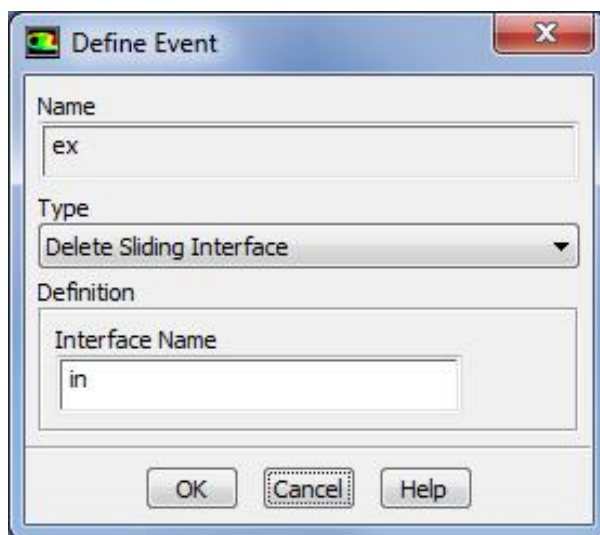 Define Event
Name
ex
Type
Delete Sliding Interface
Definition
Interface Name
in
OK Cancel Help